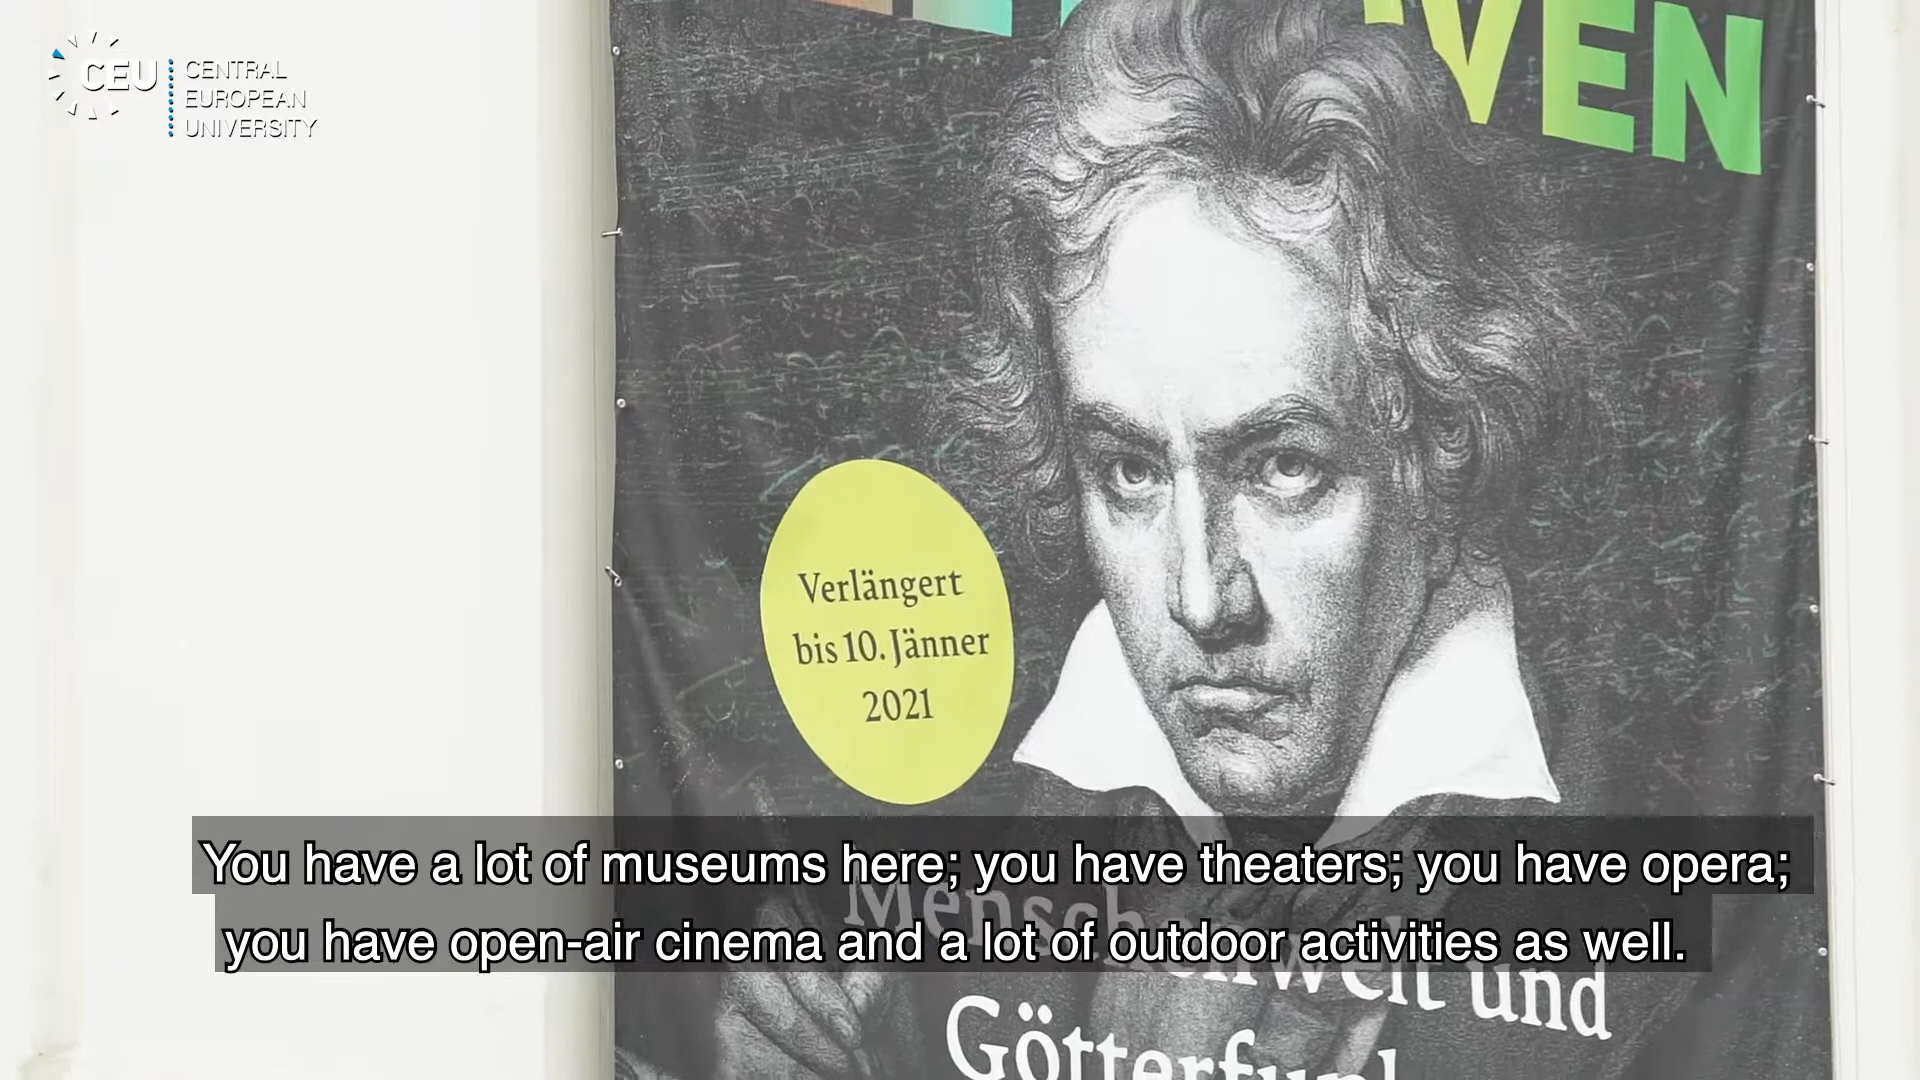 VEN
CEU
CENTRAL
EUROPEAN
UNIVERSITY
Verlängert
bis 10. Jänner
2021
You have a lot of museums here; you have theaters; you have opera;
you have open-air cinema and a lot of outdoor activities as well.
Menschenwelt und